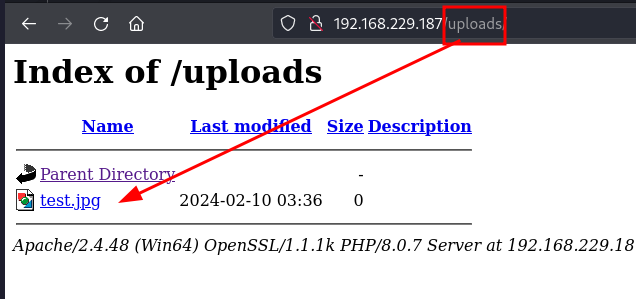 192.168.229.187/uploads/
Index of /uploads
Name Last modified Size Description
Parent Directory -
test.jpg 2024-02-10 03:36 0
Apache/2.4.48 (Win64) OpenSSL/1.1.1k PHP/8.0.7 Server at 192.168.229.18